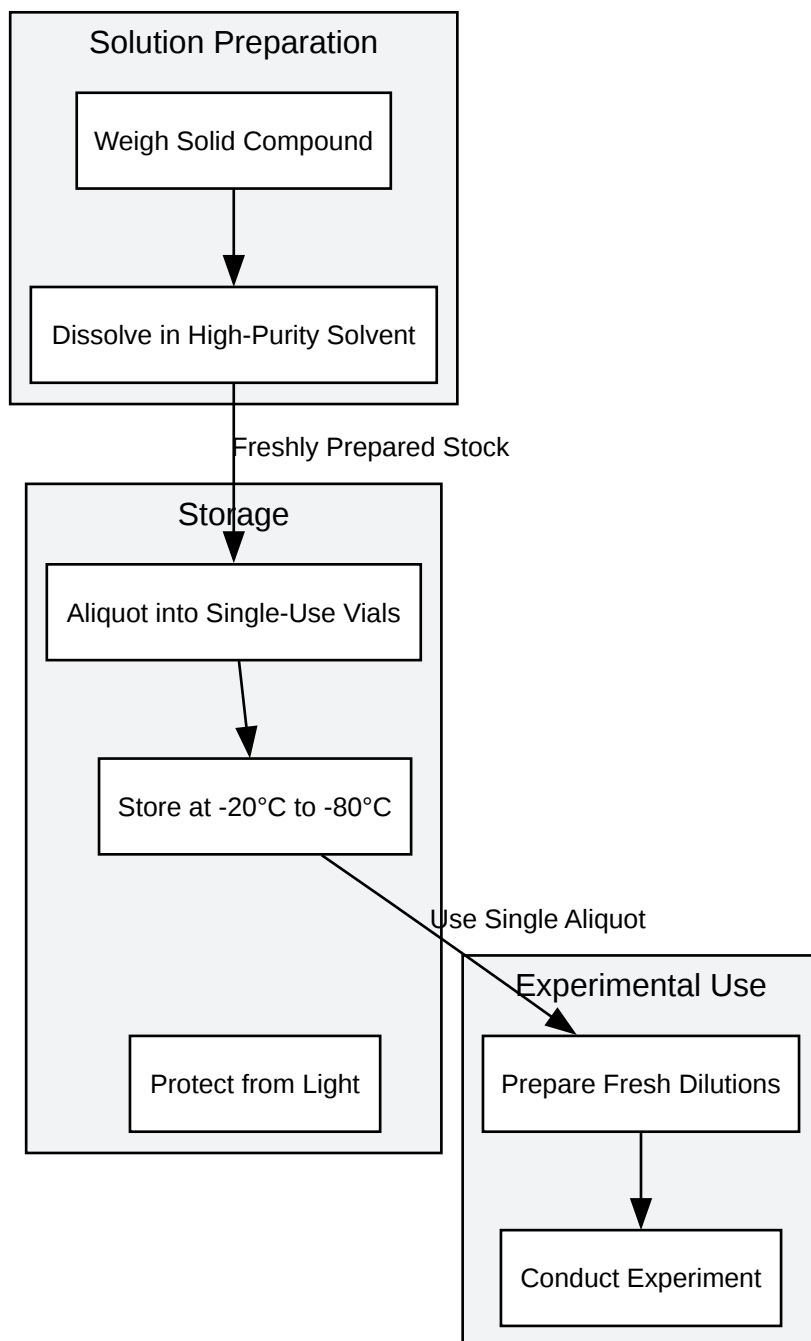 Solution Preparation
Weigh Solid Compound
Dissolve in High-Purity Solvent
Freshly Prepared Stock
Storage
Aliquot into Single-Use Vials
Store at -20°C to -80°C
Use Single Aliquot
Experimental Use
Protect from Light
Prepare Fresh Dilutions
Conduct Experiment